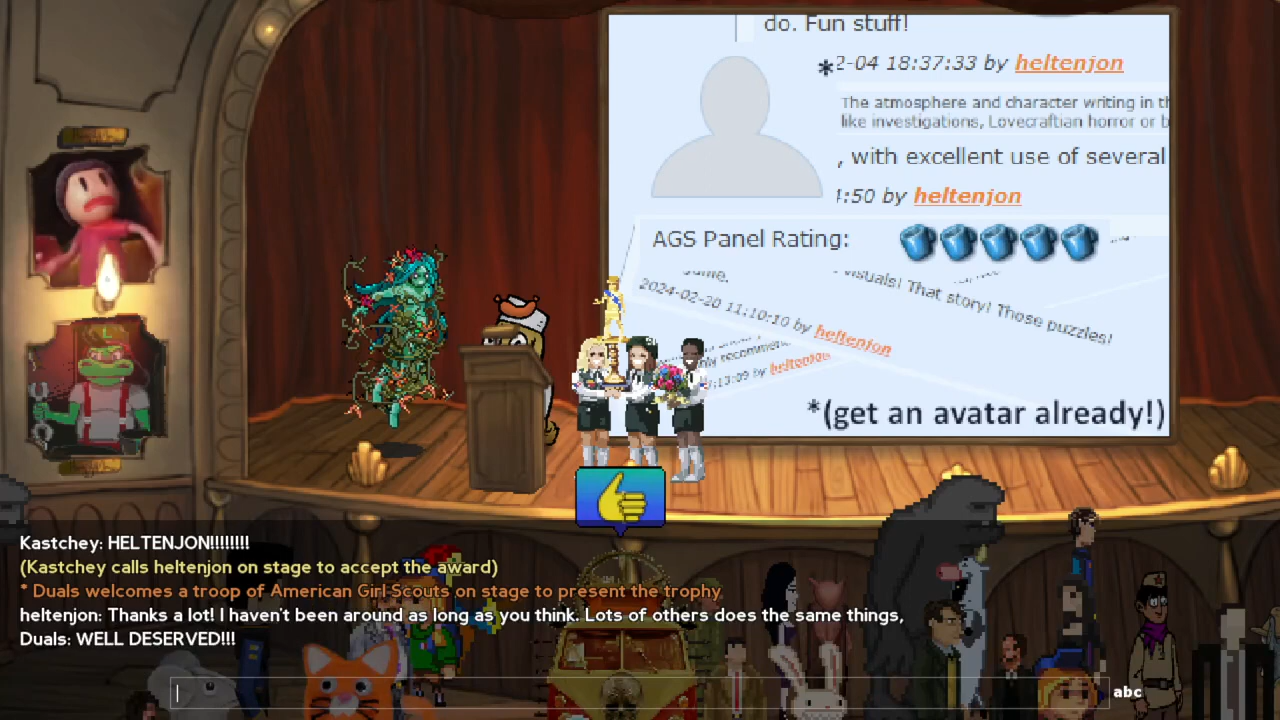 do. Fun stuff!
*2-04 18:37:33 by heltenjon
The atmosphere and character writing in th
like investigations, Lovecraftian horror or b
, with excellent use of several
:50 by heltenjon
AGS Panel Rating:
game.
visuals! That story! Those puzzles!
2024-02-20 11:10:10 by heltenjon
:13:09 by heltenjon
*(get an avatar already!)
Kastchey: HELTENJON!!!!!!!!
(Kastchey calls heltenjon on stage to accept the award)
* Duals welcomes a troop of American Girl Scouts on stage to present the trophy
heltenjon: Thanks a lot! I haven't been around as long as you think. Lots of others does the same things,
Duals: WELL DESERVED!!!
abc